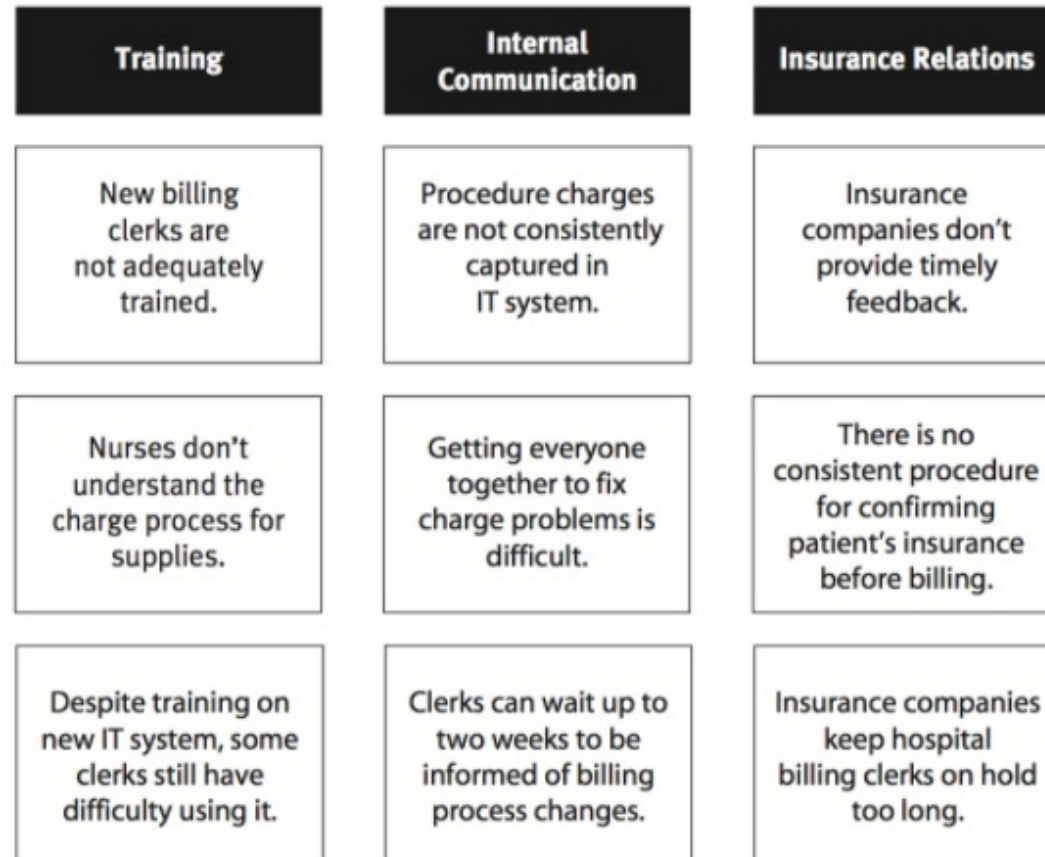 Training
Internal
Communication
Insurance Relations
New billing
clerks are
not adequately
trained.
Procedure charges
are not consistently
captured in
IT system.
Insurance
companies don’t
provide timely
feedback.
Nurses don’t
understand the
charge process for
supplies.
Getting everyone
together to fix
charge problems is
difficult.
There is no
consistent procedure
for confirming
patient’s insurance
before billing.
Despite training on
new IT system, some
clerks still have
difficulty using it.
Clerks can wait up to
two weeks to be
informed of billing
process changes.
Insurance companies
keep hospital
billing clerks on hold
too long.